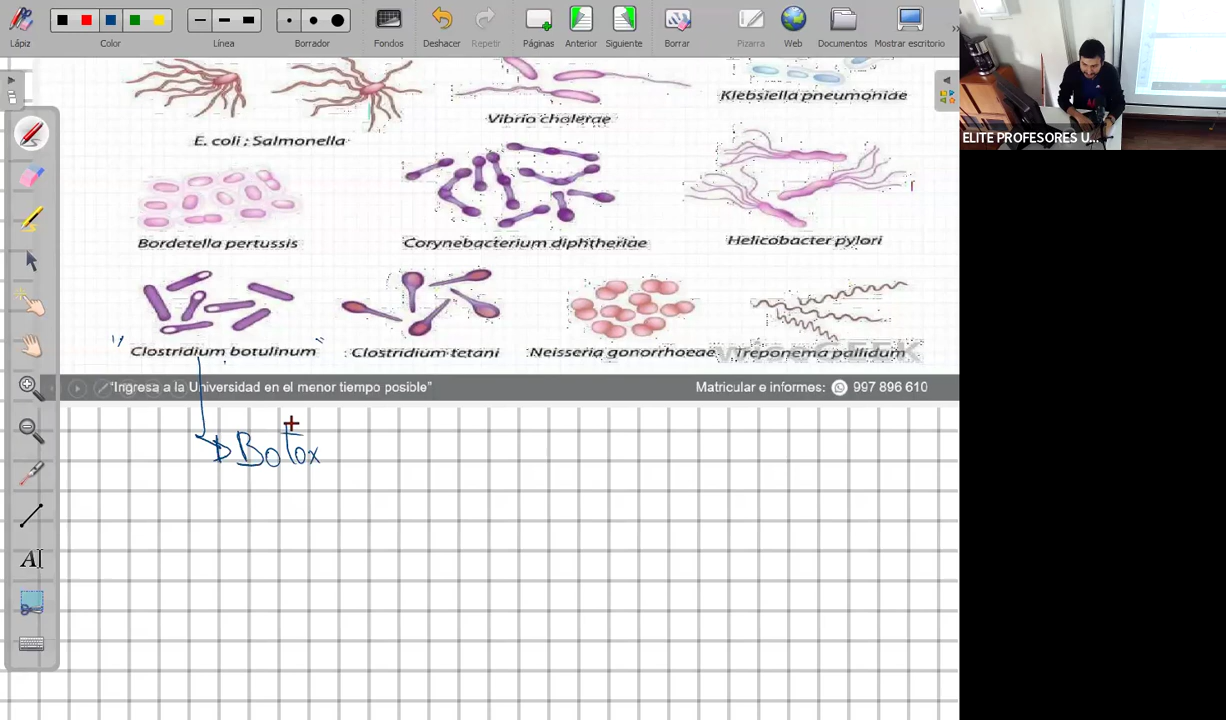 Lápiz Color Línea Borrador Fondos Deshacer Repetir Páginas Anterior Siguiente Borrar Pizarra Web Documentos Mostrar escritorio
ELITE PROFESORES U...
Klebsiella pneumoniae
Vibrio cholerae
E. coli ; Salmonella
Bordetella pertussis
Corynebacterium diphtheriae
Helicobacter pylori
Clostridium botulinum
Clostridium tetani
Neisseria gonorrhoeae
Treponema pallidum
"Ingresa a la Universidad en el menor tiempo posible"
Matricular e informes: 997 896 610
Botox
A